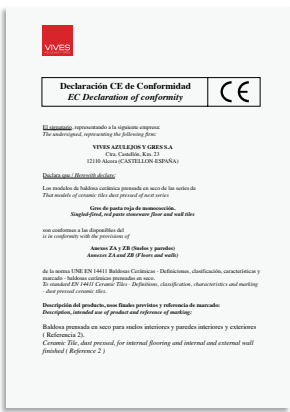 VIVES
Declaración CE de Conformidad
EC Declaration of conformity
CE
El signatario, representando a la siguiente empresa:
The undersigned, representing the following firm:
VIVES AZULEJOS Y GRES S.A
Ctra. Castellón, Km. 23
12110 Alcora (CASTELLON-ESPAÑA)
Declara que / Herewith declare:
Los modelos de baldosa cerámica prensada en seco de las series de
That models of ceramic tiles dust pressed of next series
Gres de pasta roja de monococción.
Singled-fired, red paste stoneware floor and wall tiles
son conformes a las disponibles del
is in conformity with the provisions of
Anexos ZA y ZB (Suelos y paredes)
Annexes ZA and ZB (Floors and walls)
de la norma UNE EN 14411 Baldosas Cerámicas - Definiciones, clasificación, características y
marcado - baldosas cerámicas prensadas en seco.
To standard EN 14411 Ceramic Tiles - Definitions, classification, characteristics and marking
- dust pressed ceramic tiles.
Descripción del producto, usos finales previstos y referencia de marcado:
Description, intended use of product and reference of marking:
Baldosa prensada en seco para suelos interiores y paredes interiores y exteriores
( Referencia 2).
Ceramic Tile, dust pressed, for internal flooring and internal and external wall
finished ( Reference 2 )